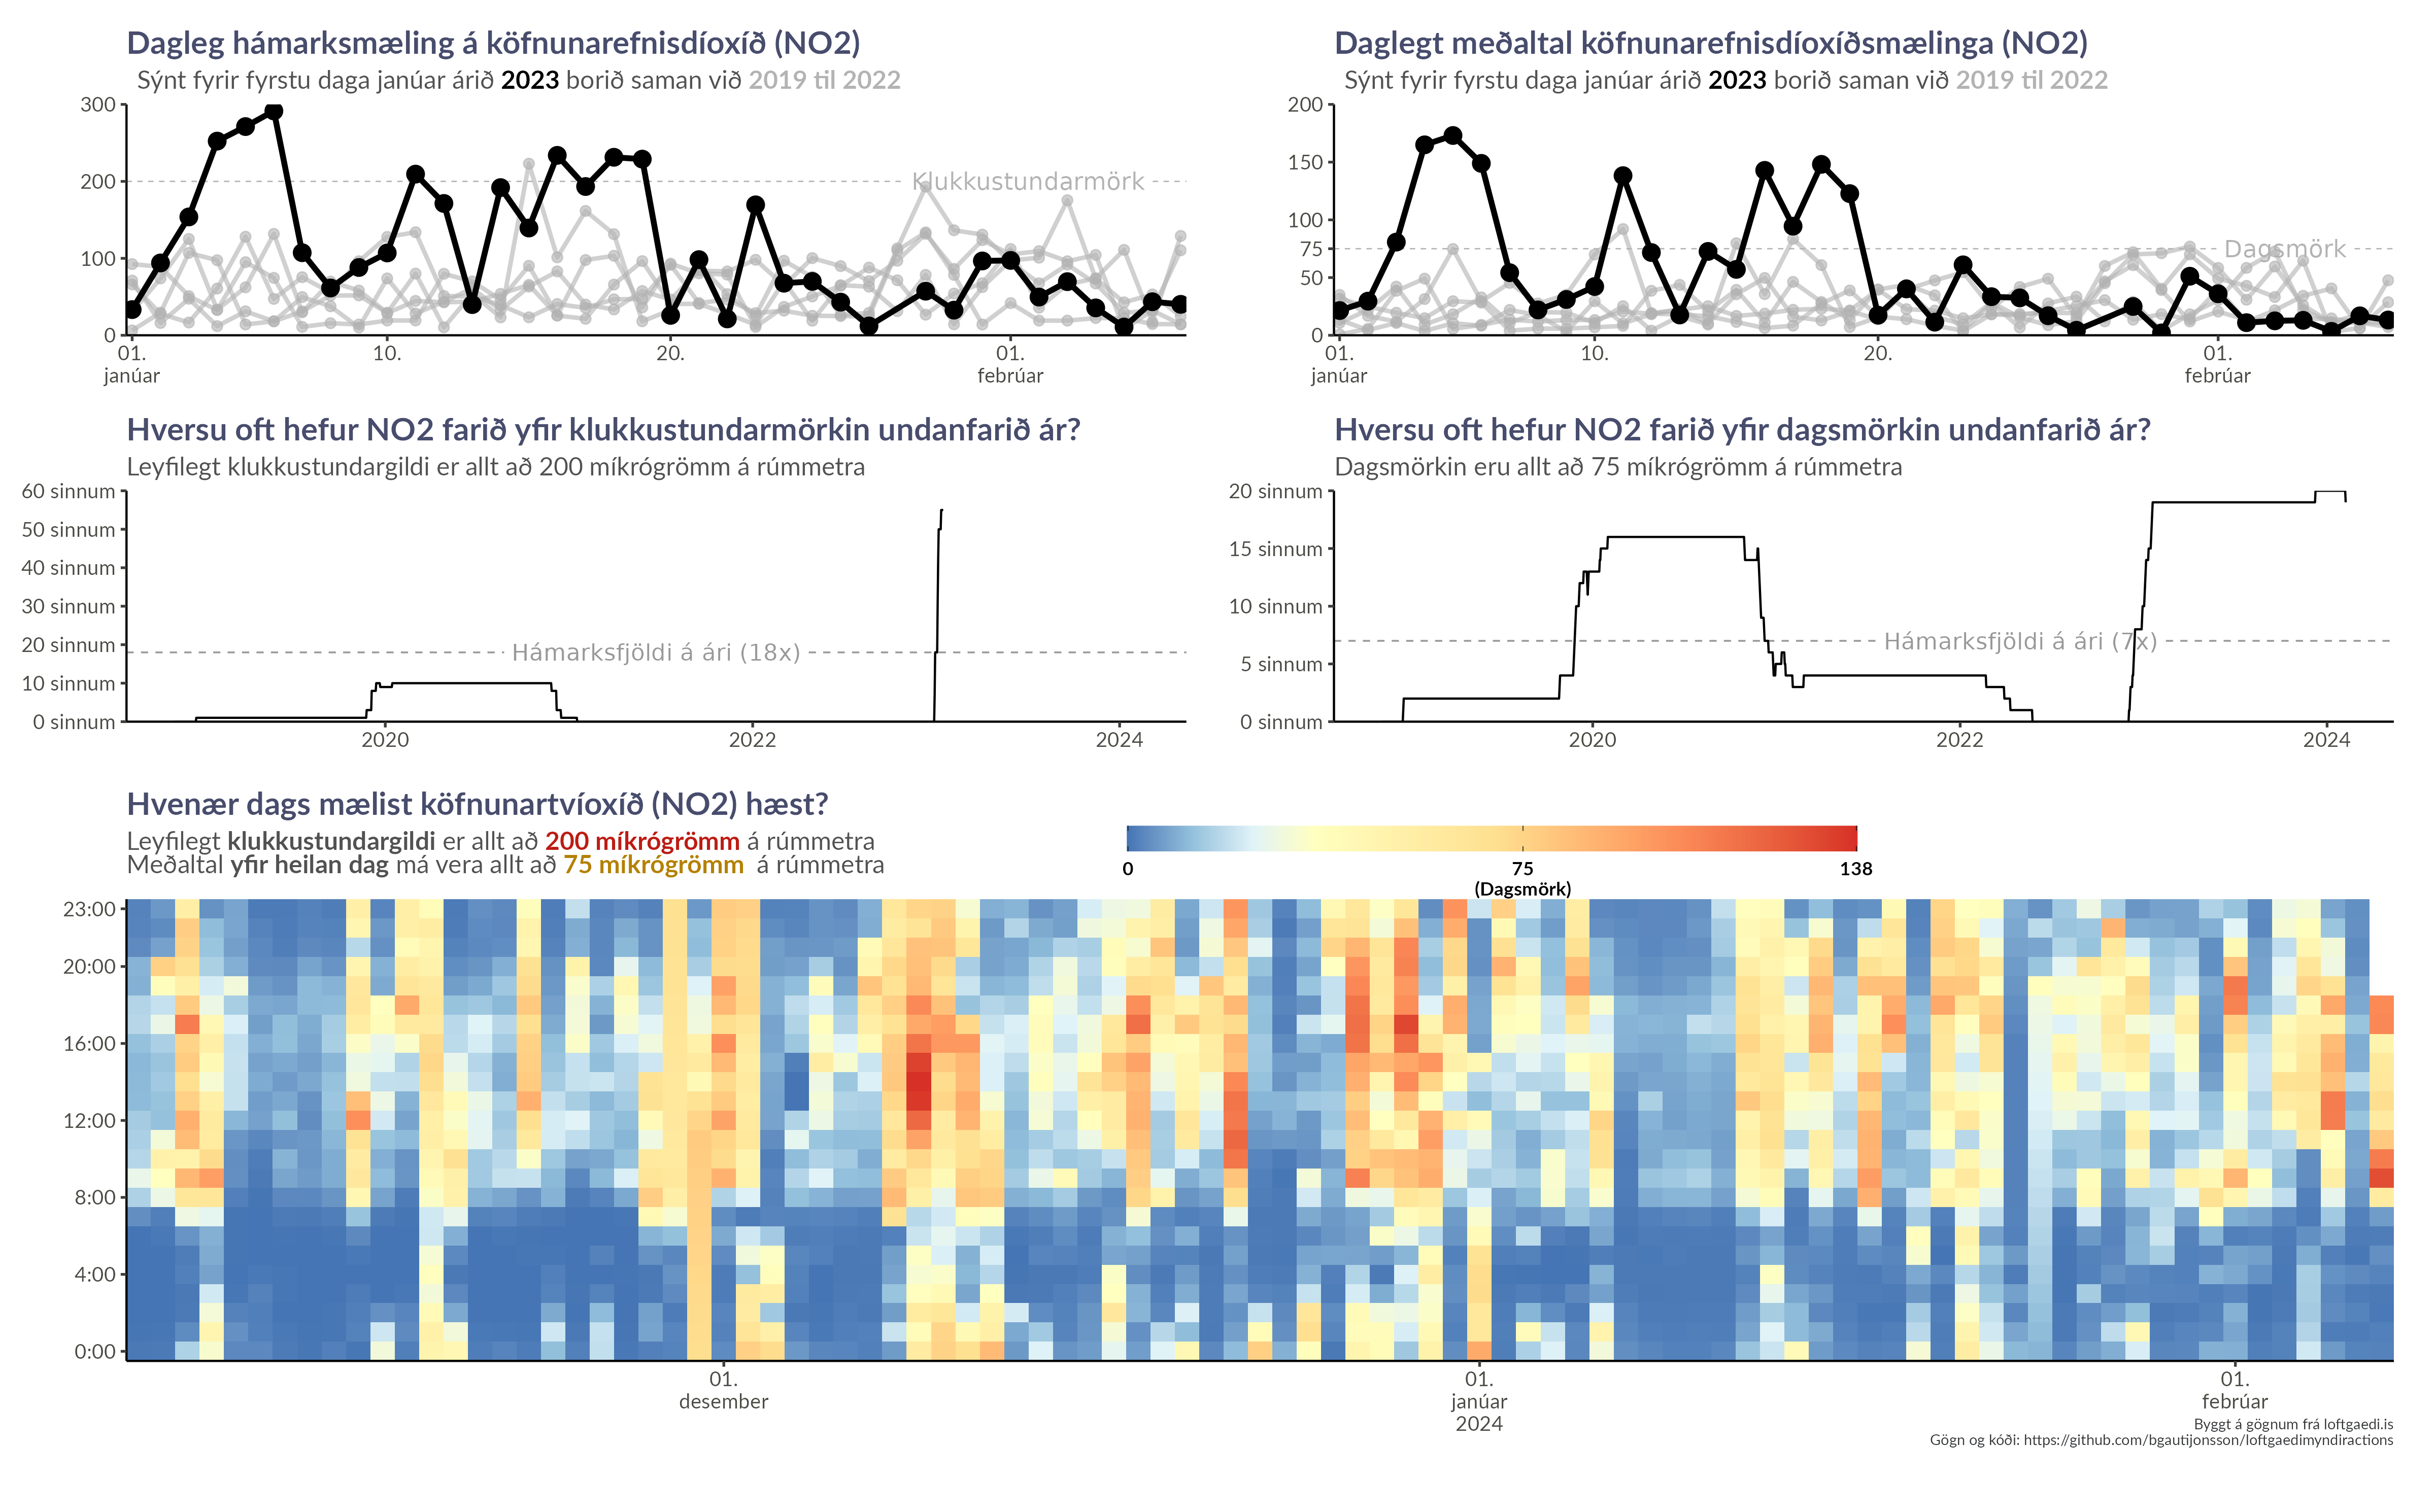 Dagleg hámarksmæling á köfnunarefnisdíoxíð (NO2)
Sýnt fyrir fyrstu daga janúar árið 2023 borið saman við 2019 til 2022
300
200
100
0
Klukkustundarmörk
01.
janúar
10.
20.
01.
febrúar
Daglegt meðaltal köfnunarefnisdíoxíðsmælinga (NO2)
Sýnt fyrir fyrstu daga janúar árið 2023 borið saman við 2019 til 2022
200
150
100
75
50
0
Dagsmörk
01.
janúar
10.
20.
01.
febrúar
Hversu oft hefur NO2 farið yfir klukkustundarmörkin undanfarið ár?
Leyfilegt klukkustundargildi er allt að 200 míkrógrömm á rúmmetra
60 sinnum
50 sinnum
40 sinnum
30 sinnum
20 sinnum
10 sinnum
0 sinnum
Hámarksfjöldi á ári (18x)
2020
2022
2024
Hversu oft hefur NO2 farið yfir dagsmörkin undanfarið ár?
Dagsmörkin eru allt að 75 míkrógrömm á rúmmetra
20 sinnum
15 sinnum
10 sinnum
5 sinnum
0 sinnum
Hámarksfjöldi á ári (7x)
2020
2022
2024
Hvenær dags mælist köfnunartvíoxíð (NO2) hæst?
Leyfilegt klukkustundargildi er allt að 200 míkrógrömm á rúmmetra
Meðaltal yfir heilan dag má vera allt að 75 míkrógrömm á rúmmetra
0
75
(Dagsmörk)
138
23:00
20:00
16:00
12:00
8:00
4:00
0:00
01.
desember
01.
janúar
2024
01.
febrúar
Byggt á gögnum frá loftgaedi.is
Gögn og kóði: https://github.com/bgautijonsson/loftgaedimyndiractions